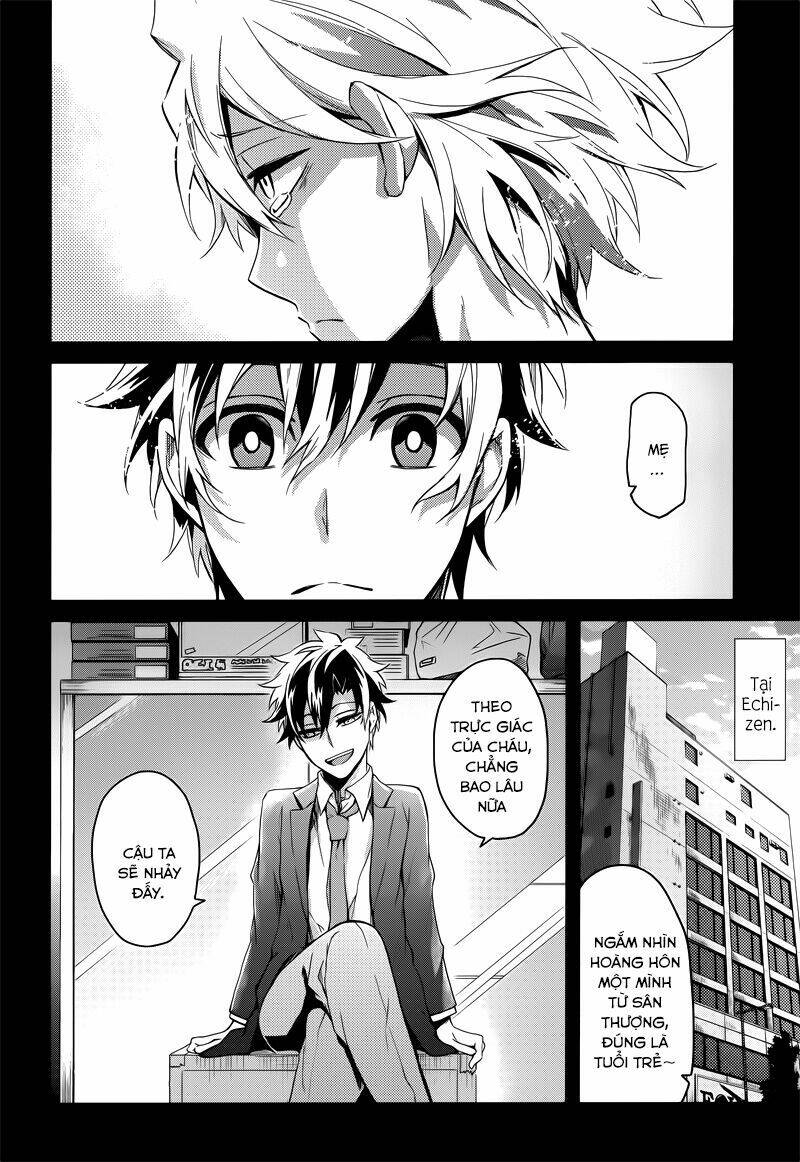 MẸ
...
Tại
Echi-
zen.
NGẮM NHÌN
HOÀNG HÔN
MỘT MÌNH
TỪ SÂN
THƯỢNG,
ĐÚNG LÀ
TUỔI TRẺ~
THEO
TRỰC GIÁC
CỦA CHÁU,
CHẲNG
BAO LÂU
NỮA
CẬU TA
SẼ NHẢY
ĐẤY.